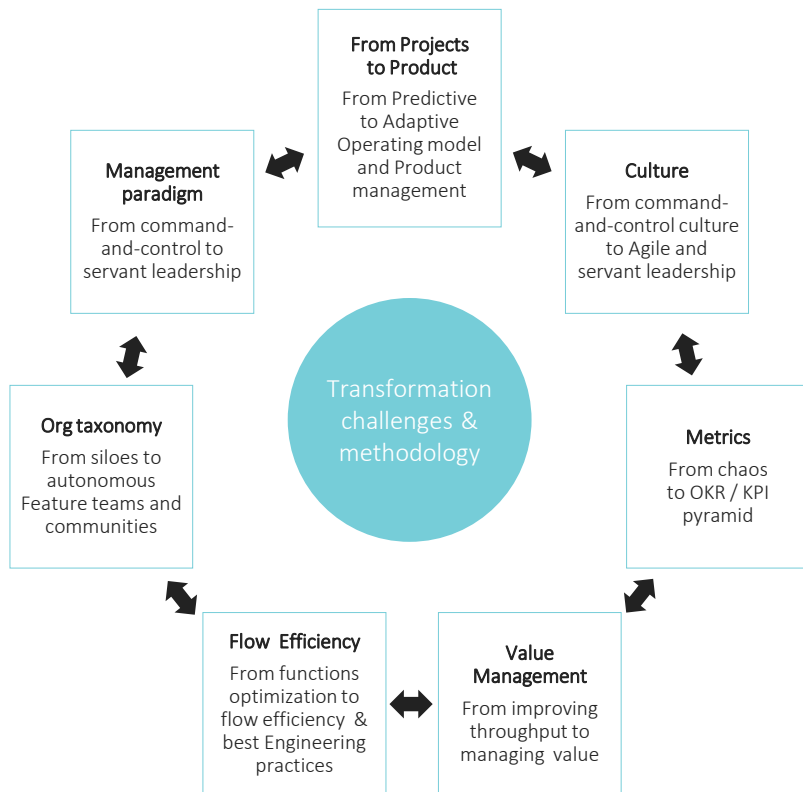 From Projects
to Product
From Predictive
to Adaptive
Operating model
and Product
management
Management
paradigm
From command-
and-control to
servant leadership
Culture
From command-
and-control culture
to Agile and
servant leadership
Transformation
challenges &
methodology
Org taxonomy
From siloes to
autonomous
Feature teams and
communities
Metrics
From chaos
to OKR / KPI
pyramid
Flow Efficiency
From functions
optimization to
flow efficiency &
best Engineering
practices
Value
Management
From improving
throughput to
managing value